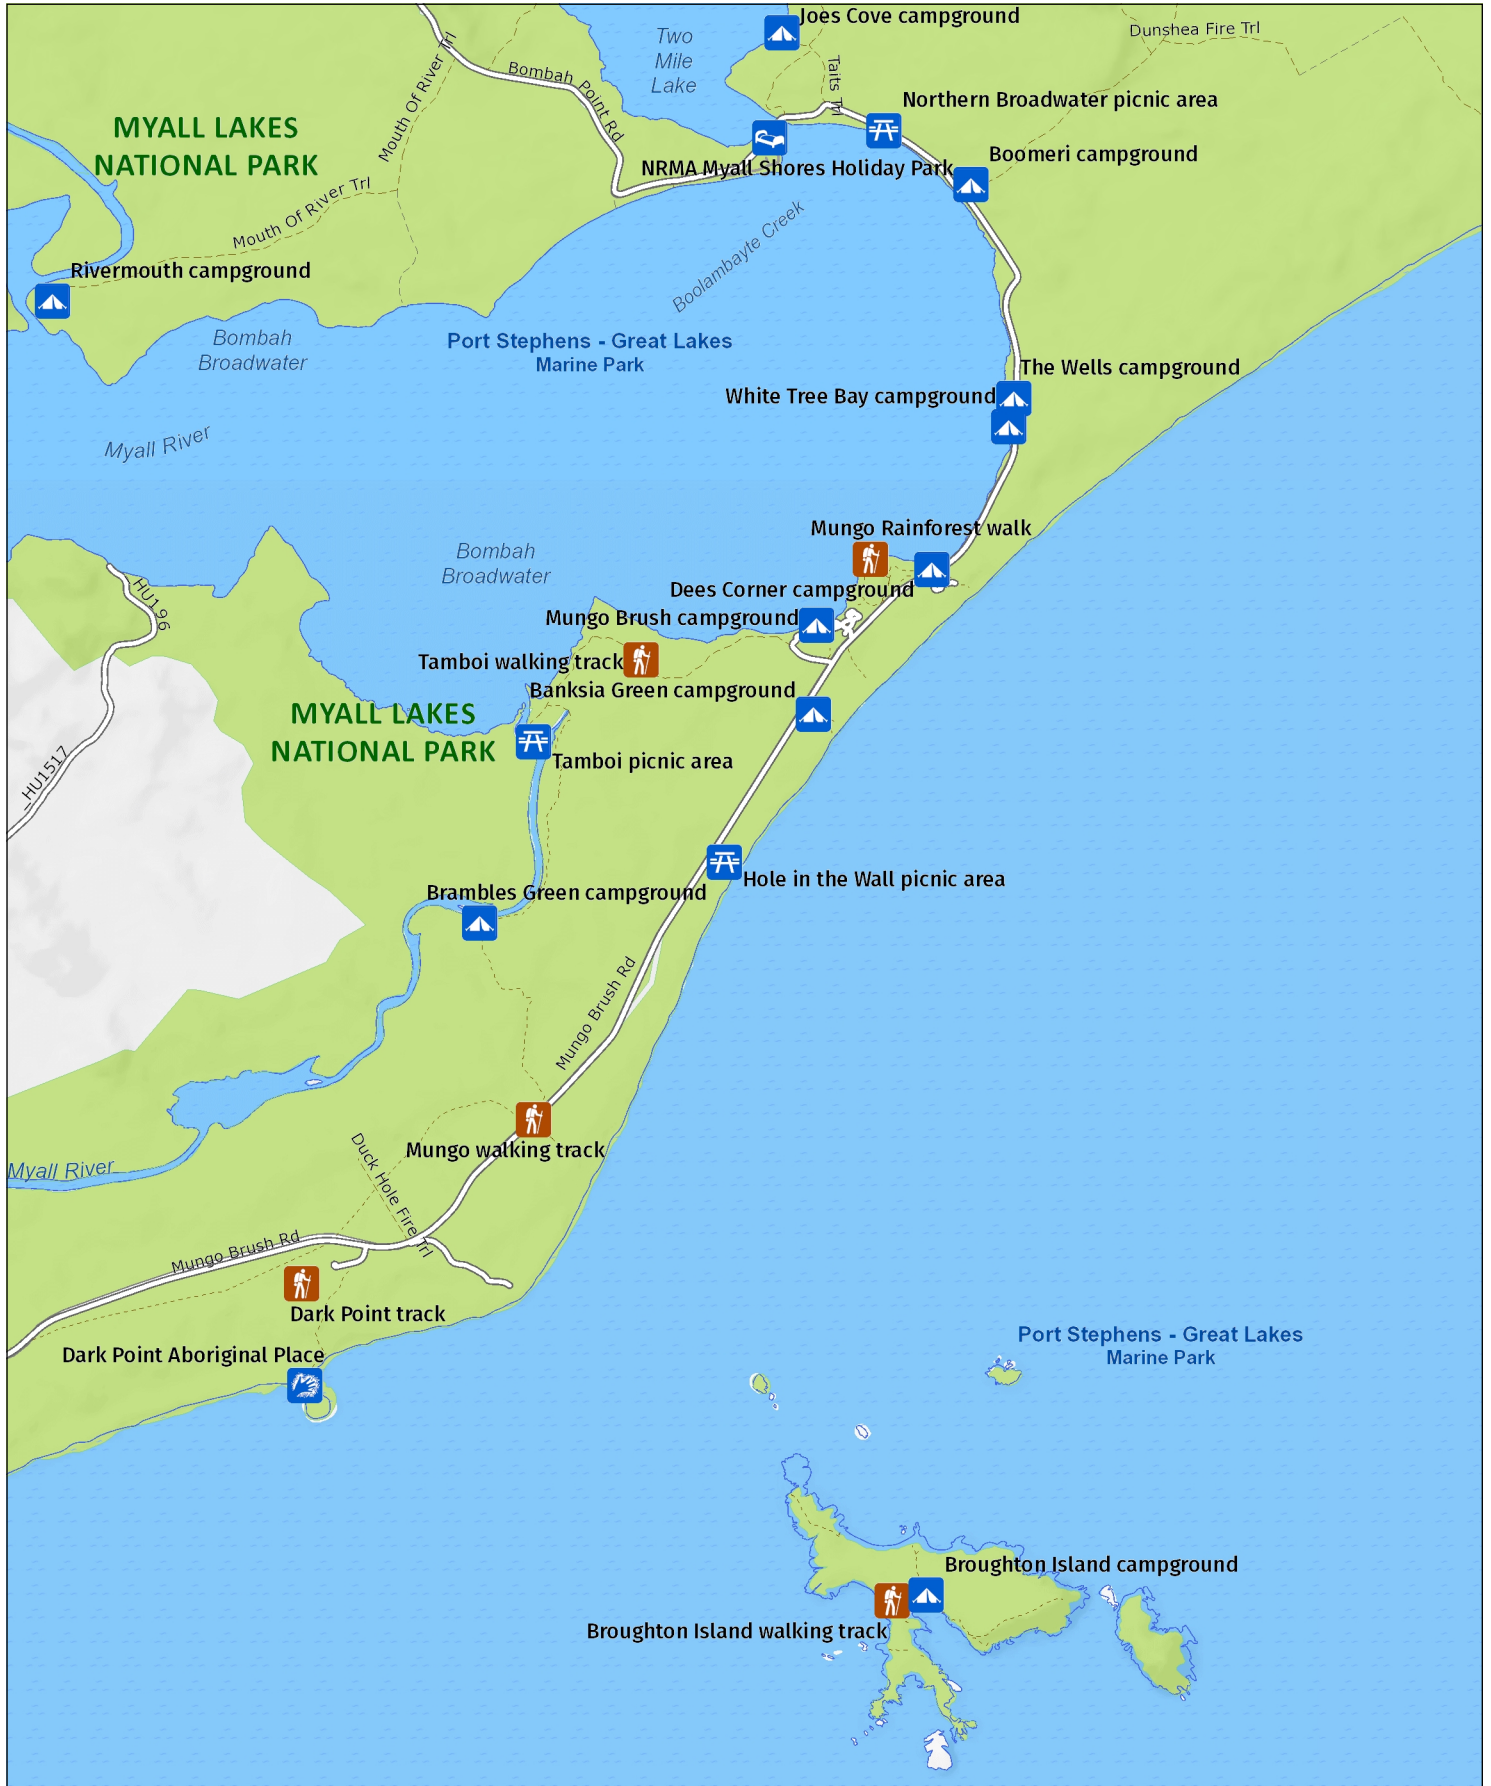 Joes Cove campground
Dunshea Fire Trl
Two
Mile
Lake
Taits Trl
Mouth Of River Trl
Bombah Point Rd
Northern Broadwater picnic area
MYALL LAKES
NATIONAL PARK
Boomeri campground
NRMA Myall Shores Holiday Park
Mouth Of River Trl
Boolambayte Creek
Rivermouth campground
Bombah
Broadwater
Port Stephens - Great Lakes
Marine Park
The Wells campground
White Tree Bay campground
Myall River
Mungo Rainforest walk
Bombah
Broadwater
HU196
Dees Corner campground
Mungo Brush campground
Tamboi walking track
Banksia Green campground
MYALL LAKES
NATIONAL PARK
Tamboi picnic area
_HU1517
Hole in the Wall picnic area
Brambles Green campground
Mungo Brush Rd
Mungo walking track
Myall River
Duck Hole Fire Trl
Mungo Brush Rd
Dark Point track
Port Stephens - Great Lakes
Marine Park
Dark Point Aboriginal Place
Broughton Island campground
Broughton Island walking track